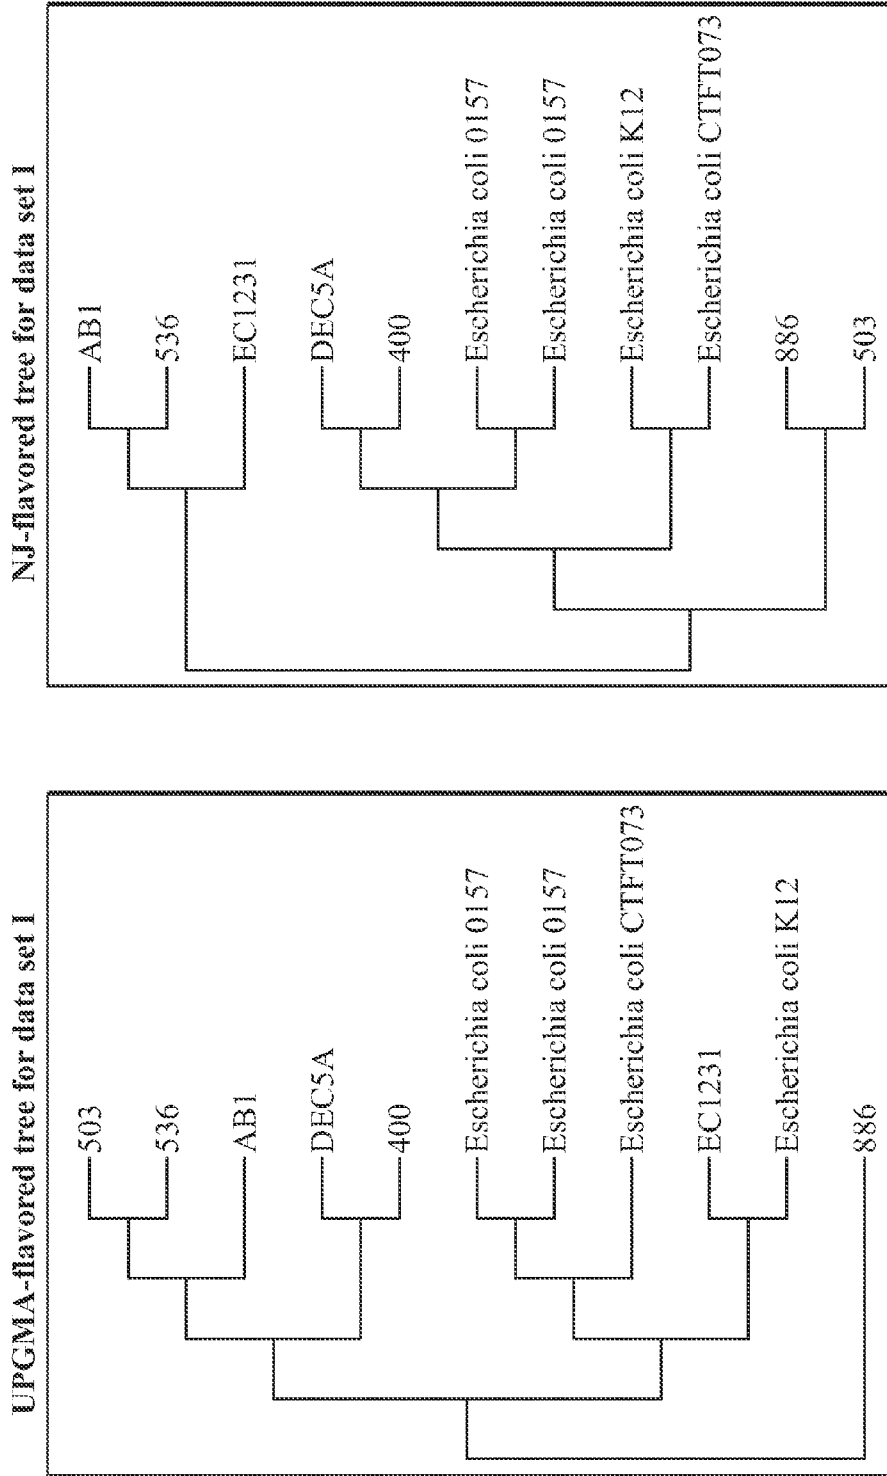 UPGMA-flavored tree for data set 1
503
536
AB1
DEC5A
400
Escherichia coli 0157
Escherichia coli 0157
Escherichia coli CTFT073
EC1231
Escherichia coli K12
886
NJ-flavored tree for data set 1
AB1
536
EC1231
DEC5A
400
Escherichia coli 0157
Escherichia coli 0157
Escherichia coli K12
Escherichia coli CTFT073
886
503